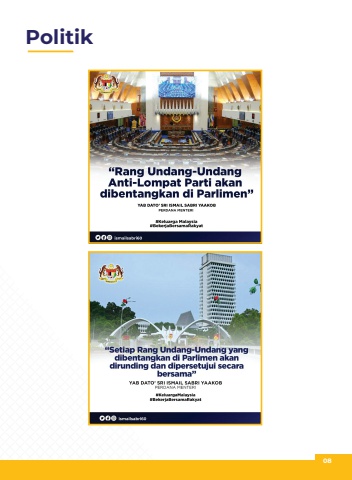 Politik
“Rang Undang-Undang
Anti-Lompat Parti akan
dibentangkan di Parlimen”
YAB DATO’ SRI ISMAIL SABRI YAAKOB
PERDANA MENTERI
#Keluarga Malaysia
#BekerjaBersamaRakyat
ismailsabri60
“Setiap Rang Undang-Undang yang
dibentangkan di Parlimen akan
dirunding dan dipersetujui secara
bersama”
YAB DATO’ SRI ISMAIL SABRI YAAKOB
PERDANA MENTERI
#KeluargaMalaysia
#BekerjaBersamaRakyat
ismailsabri60
08